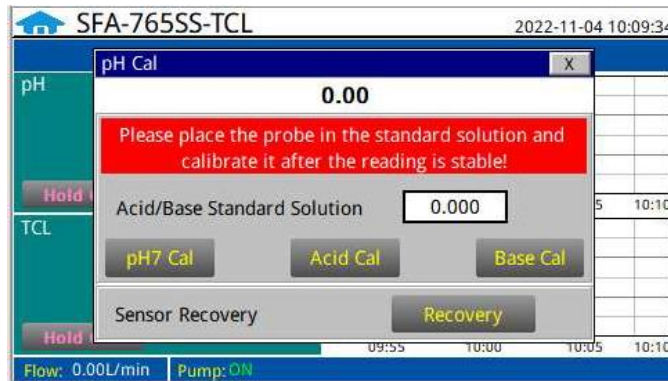 SFA-765SS-TCL
2022-11-04 10:09:34
pH Cal
X
0.00
pH
Please place the probe in the standard solution and
calibrate it after the reading is stable!
Hold
Acid/Base Standard Solution
0.000
5
10:10
TCL
pH7 Cal
Acid Cal
Base Cal
Sensor Recovery
Recovery
Hold
09:55
10:00
10:05
10:10
Flow: 0.00L/min
Pump:ON